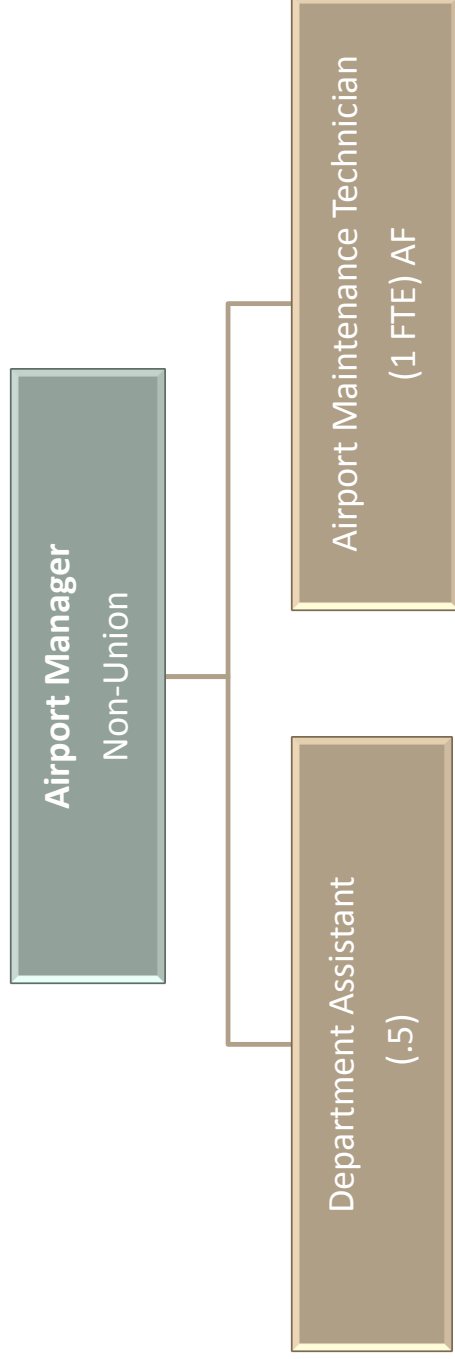 Airport Manager
Non-Union
Department Assistant
(.5)
Airport Maintenance Technician
(1 FTE) AF